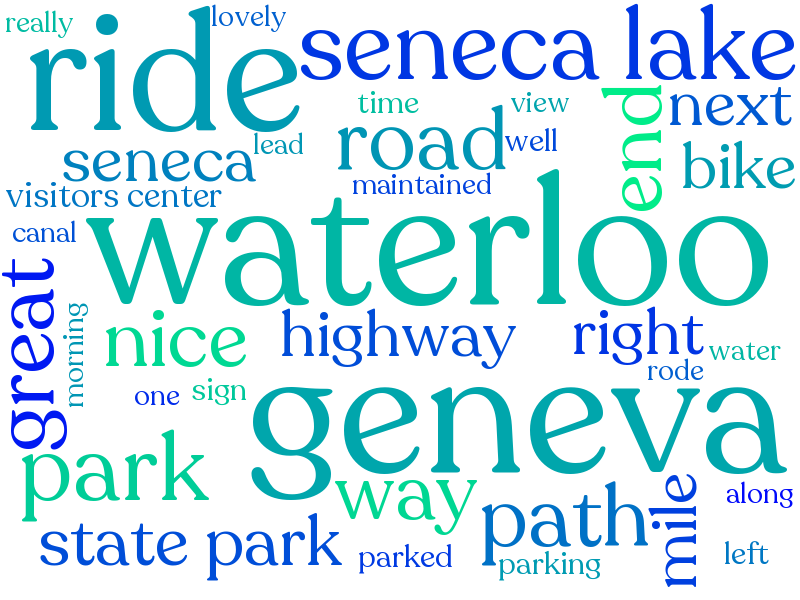 really
lovely
ride
seneca lake
time
view
next
lead
road
well
end
seneca
bike
maintained
visitors center
canal
waterloo
great
morning
nice
highway
right
water
rode
one
sign
geneva
park
way
mile
along
path
state park
parked
parking
left